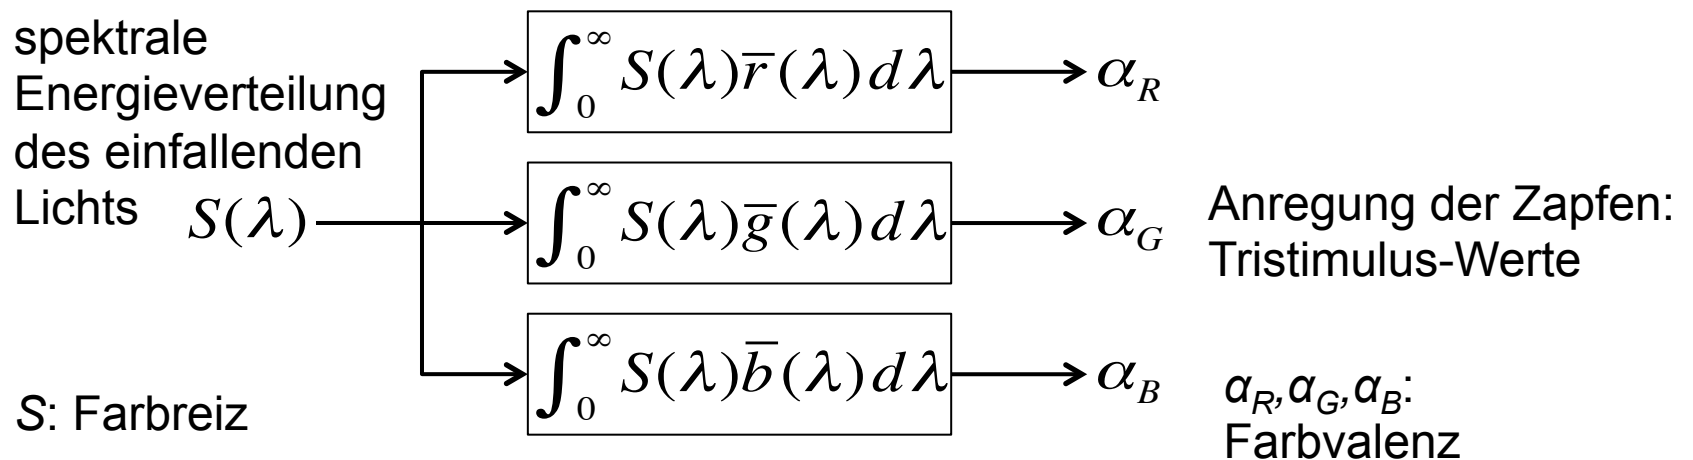 spektrale
Energieverteilung
des einfallenden
Lichts S(λ)
∫₀^∞ S(λ) r̅(λ) dλ → α_R
∫₀^∞ S(λ) g̅(λ) dλ → α_G
∫₀^∞ S(λ) b̅(λ) dλ → α_B
Anregung der Zapfen:
Tristimulus-Werte
S: Farbreiz
α_R,α_G,α_B:
Farbvalenz